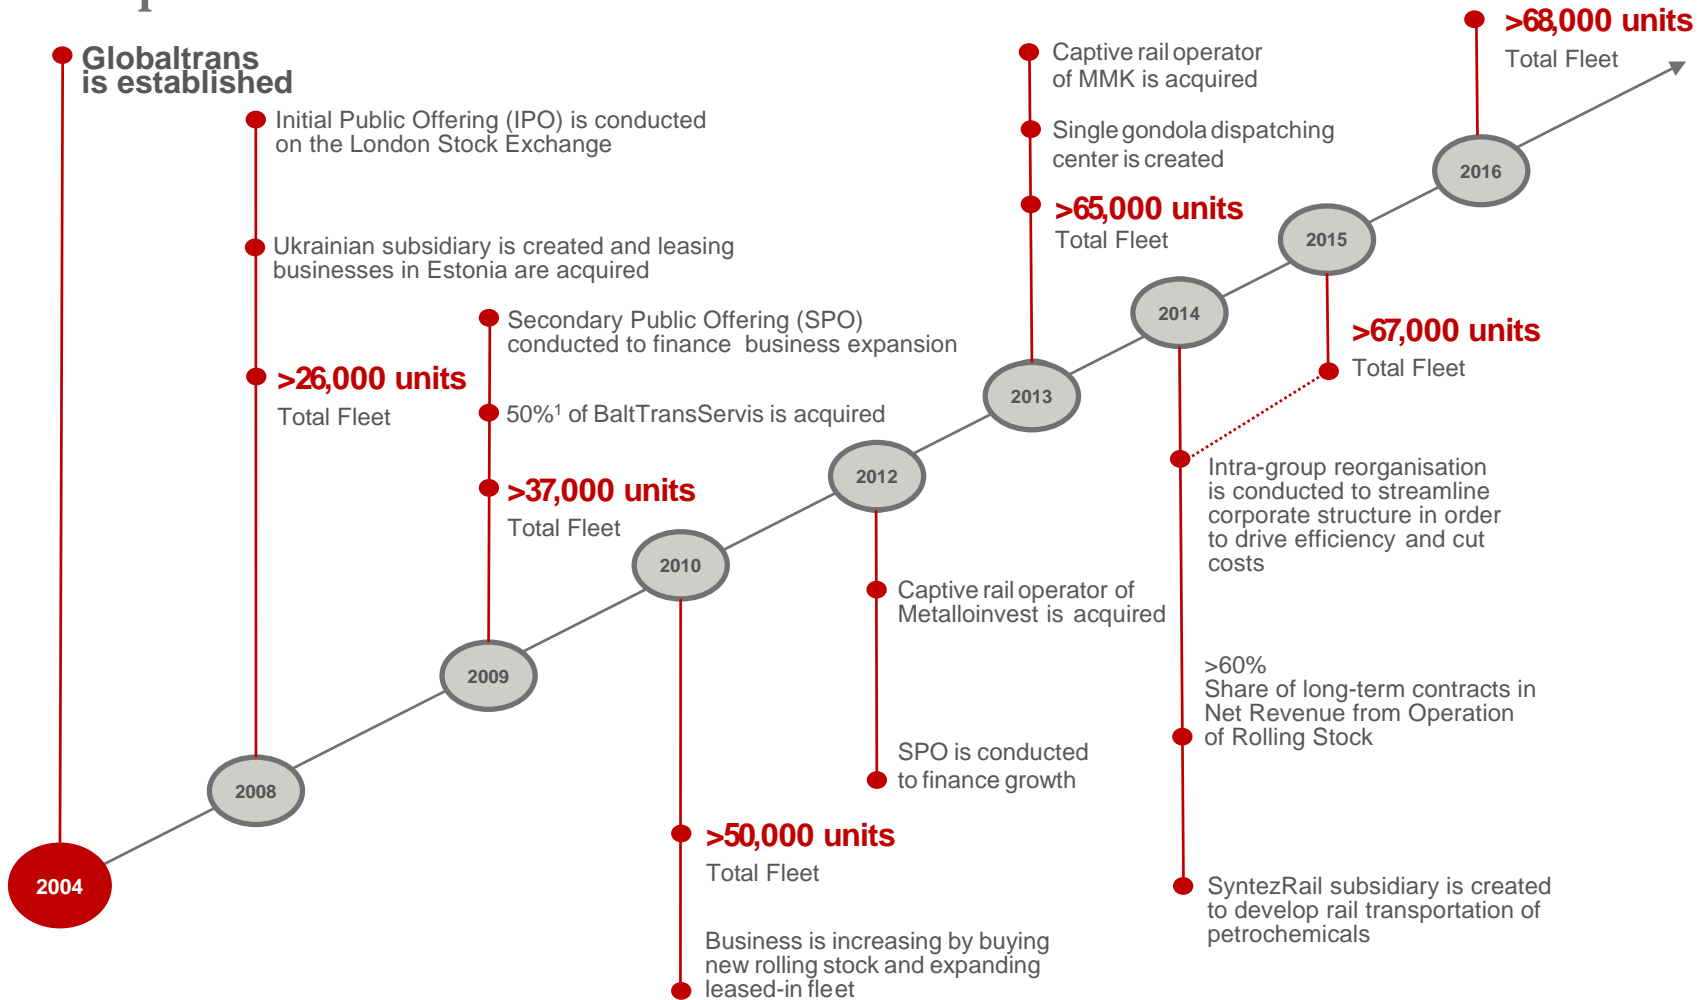 Globaltrans
is established
Initial Public Offering (IPO) is conducted
on the London Stock Exchange
Ukrainian subsidiary is created and leasing
businesses in Estonia are acquired
>26,000 units
Total Fleet
Secondary Public Offering (SPO)
conducted to finance business expansion
50%¹ of BaltTransServis is acquired
>37,000 units
Total Fleet
Captive rail operator
of MMK is acquired
Single gondola dispatching
center is created
>65,000 units
Total Fleet
>68,000 units
Total Fleet
2016
2015
2014
2013
2012
2010
2009
2008
2004
>67,000 units
Total Fleet
Captive rail operator of
Metalloinvest is acquired
SPO is conducted
to finance growth
>50,000 units
Total Fleet
Business is increasing by buying
new rolling stock and expanding
leased-in fleet
Intra-group reorganisation
is conducted to streamline
corporate structure in order
to drive efficiency and cut
costs
>60%
Share of long-term contracts in
Net Revenue from Operation
of Rolling Stock
SyntezRail subsidiary is created
to develop rail transportation of
petrochemicals